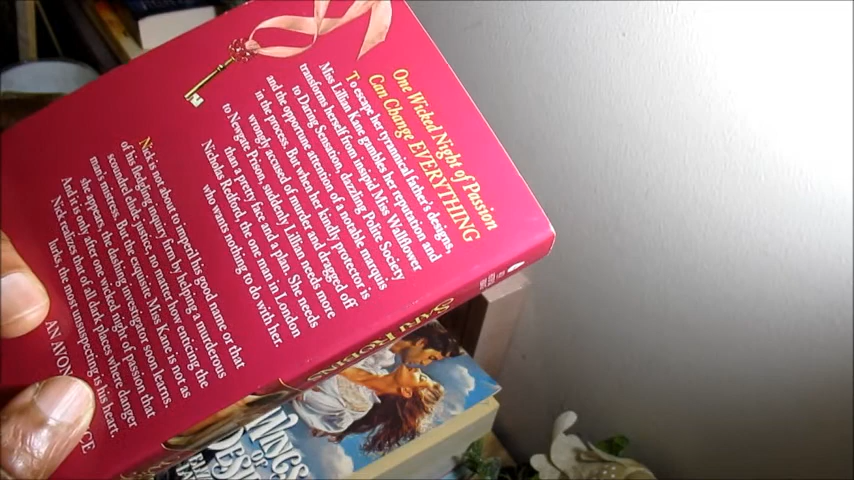 One Wicked Night of Passion
Can Change EVERYTHING
To escape her tyrannical father's designs,
Miss Lillian Kane gambles her reputation and
transforms herself from insipid Miss Wallflower
to Daring Sensation, dazzling Polite Society
and the opportune attention of a notable marquis
in the process. But when her kindly protector is
wrongly accused of murder and dragged off
to Newgate Prison, suddenly Lillian needs more
than a pretty face and a plan. She needs
Nicholas Redford, the one man in London
who wants nothing to do with her.
Nick is not about to imperil his good name or that
of his fledgling inquiry firm by helping a murderous
scoundrel elude justice, no matter how enticing the
man's mistress. But the exquisite Miss Kane is not as
she appears, the dashing investigator soon learns.
And it is only after one wicked night of passion that
Nick realizes that of all dark places where danger
lurks, the most unsuspecting is his heart.
AN AVON
WINGS
OF
DESI